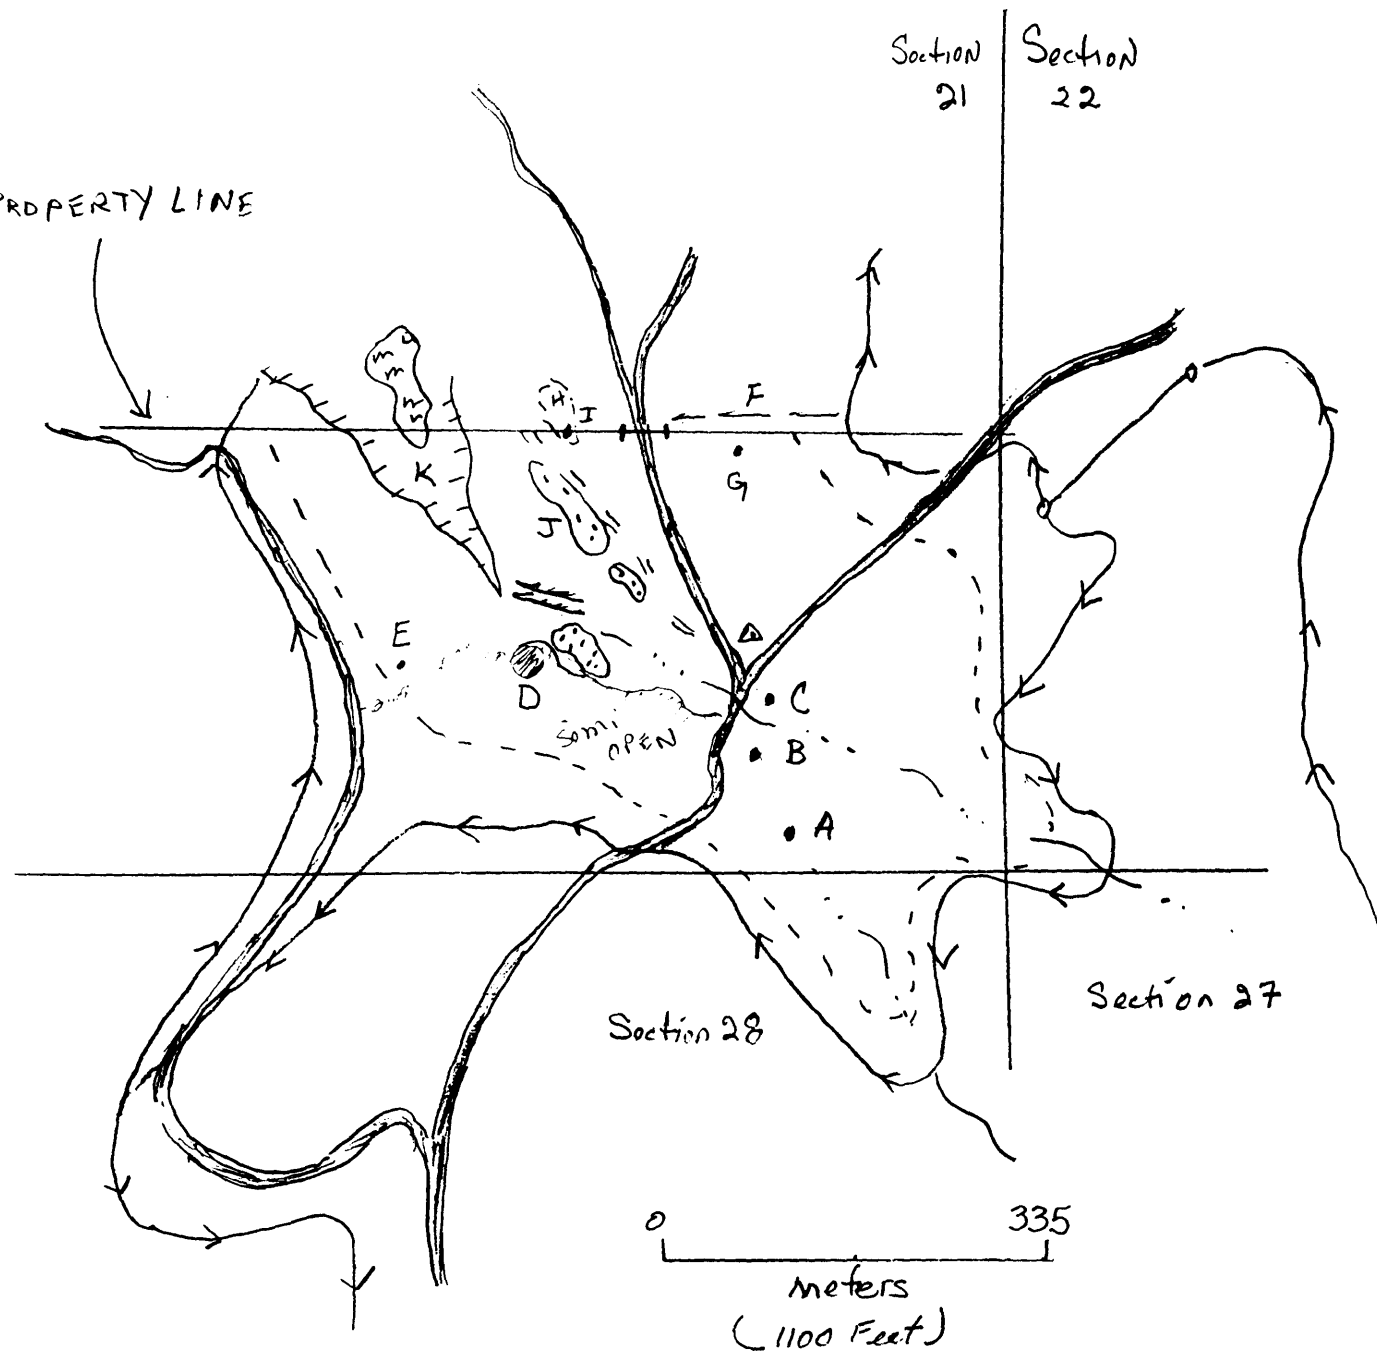 Section
21
Section
22
PROPERTY LINE
H
I
F
G
K
J
E
D
C
Semi
OPEN
B
A
Section 27
Section 28
0
335
meters
(1100 Feet)